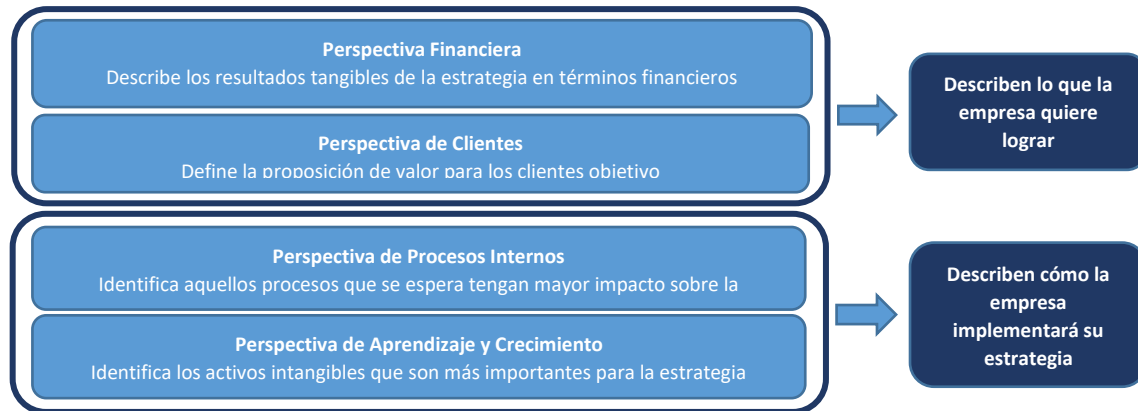 Perspectiva Financiera
Describe los resultados tangibles de la estrategia en términos financieros
Perspectiva de Clientes
Define la proposición de valor para los clientes objetivo
Describen lo que la
empresa quiere
lograr
Perspectiva de Procesos Internos
Identifica aquellos procesos que se espera tengan mayor impacto sobre la
Perspectiva de Aprendizaje y Crecimiento
Identifica los activos intangibles que son más importantes para la estrategia
Describen cómo la
empresa
implementará su
estrategia